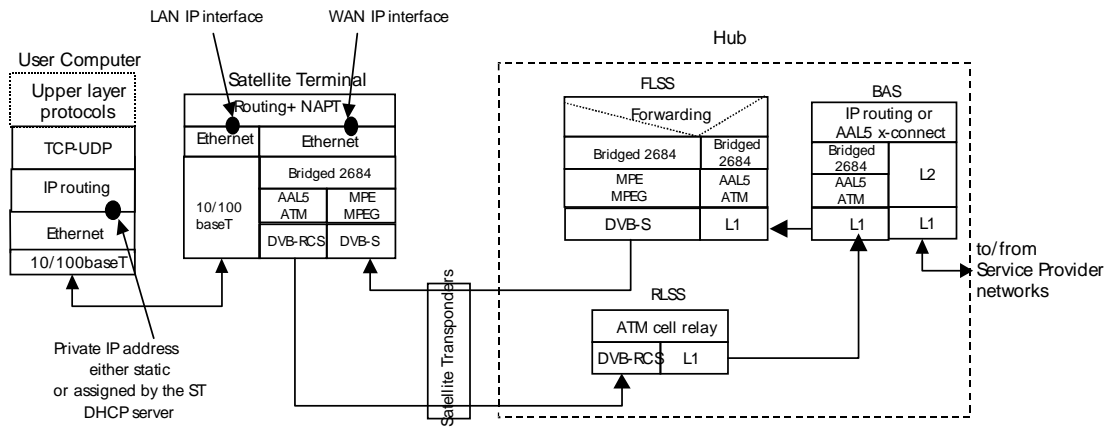 LAN IP interface
WAN IP interface
Hub
User Computer
Upper layer
protocols
TCP-UDP
IP routing
Ethernet
10/100baseT
Private IP address
either static
or assigned by the ST
DHCP server
Satellite Terminal
Routing+ NAPT
Ethernet
Ethernet
Bridged 2684
10/100
baseT
AAL5
ATM
MPE
MPEG
DVB-RCS
DVB-S
Satellite Transponders
FLSS
Forwarding
Bridged 2684
Bridged
2684
MPE
MPEG
AAL5
ATM
DVB-S
L1
RLSS
ATM cell relay
DVB-RCS
L1
BAS
IP routing or
AAL5 x-connect
Bridged
2684
L2
AAL5
ATM
L1
L1
to/from
Service Provider
networks